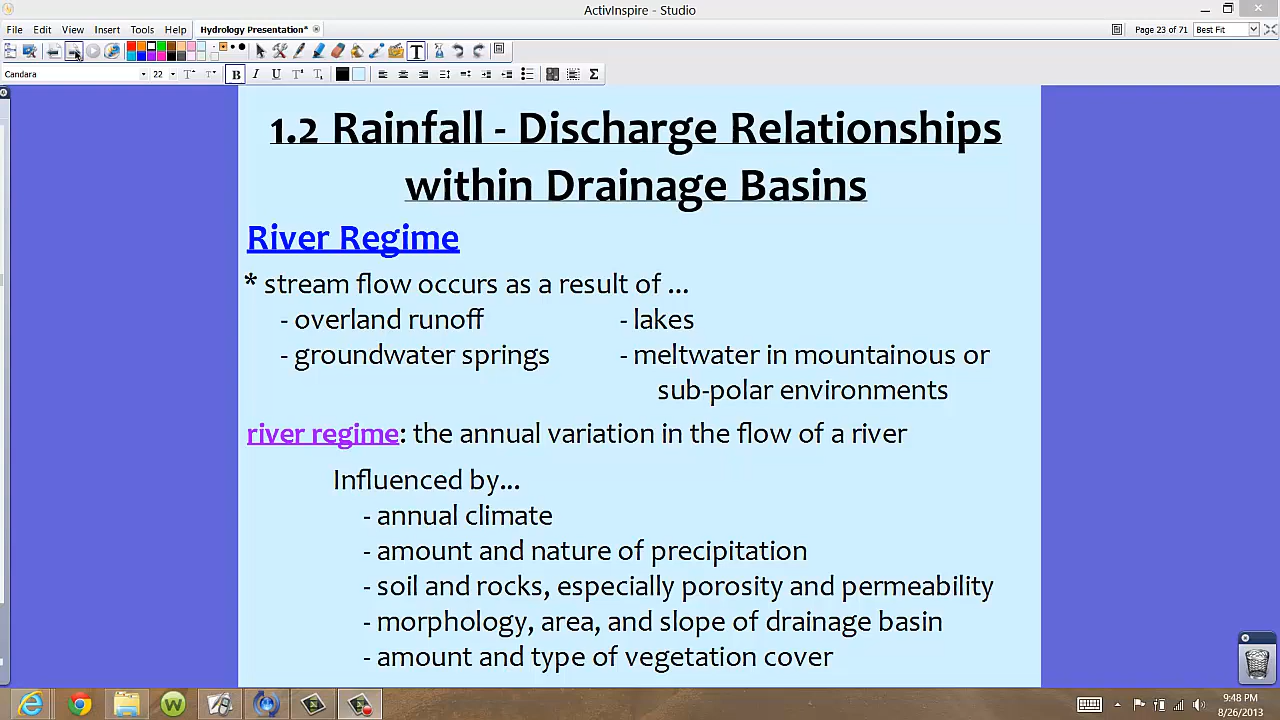 ActivInspire - Studio
File Edit View Insert Tools Help Hydrology Presentation* Page 23 of 71 Best Fit
Candara 22 B I U T T
1.2 Rainfall - Discharge Relationships
within Drainage Basins
River Regime
* stream flow occurs as a result of ...
- overland runoff - lakes
- groundwater springs - meltwater in mountainous or
sub-polar environments
river regime: the annual variation in the flow of a river
Influenced by...
- annual climate
- amount and nature of precipitation
- soil and rocks, especially porosity and permeability
- morphology, area, and slope of drainage basin
- amount and type of vegetation cover
9:48 PM
8/26/2013